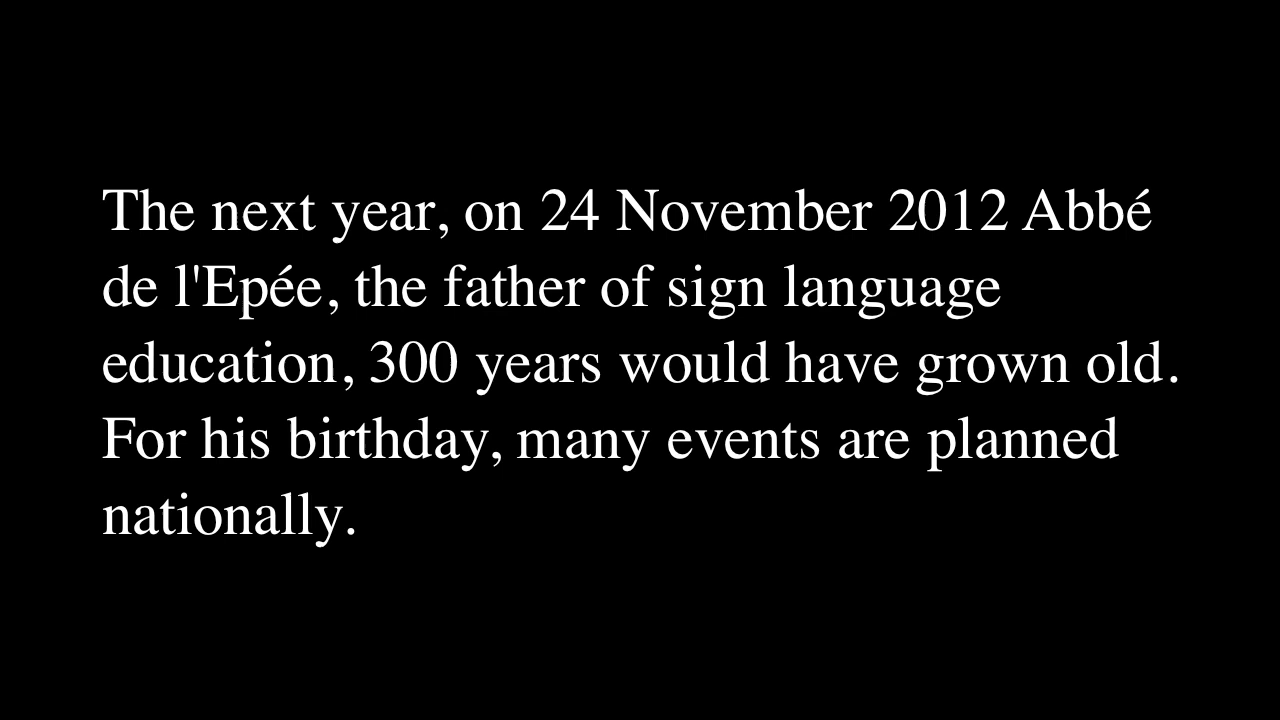 The next year, on 24 November 2012 Abbé
de l'Epée, the father of sign language
education, 300 years would have grown old.
For his birthday, many events are planned
nationally.